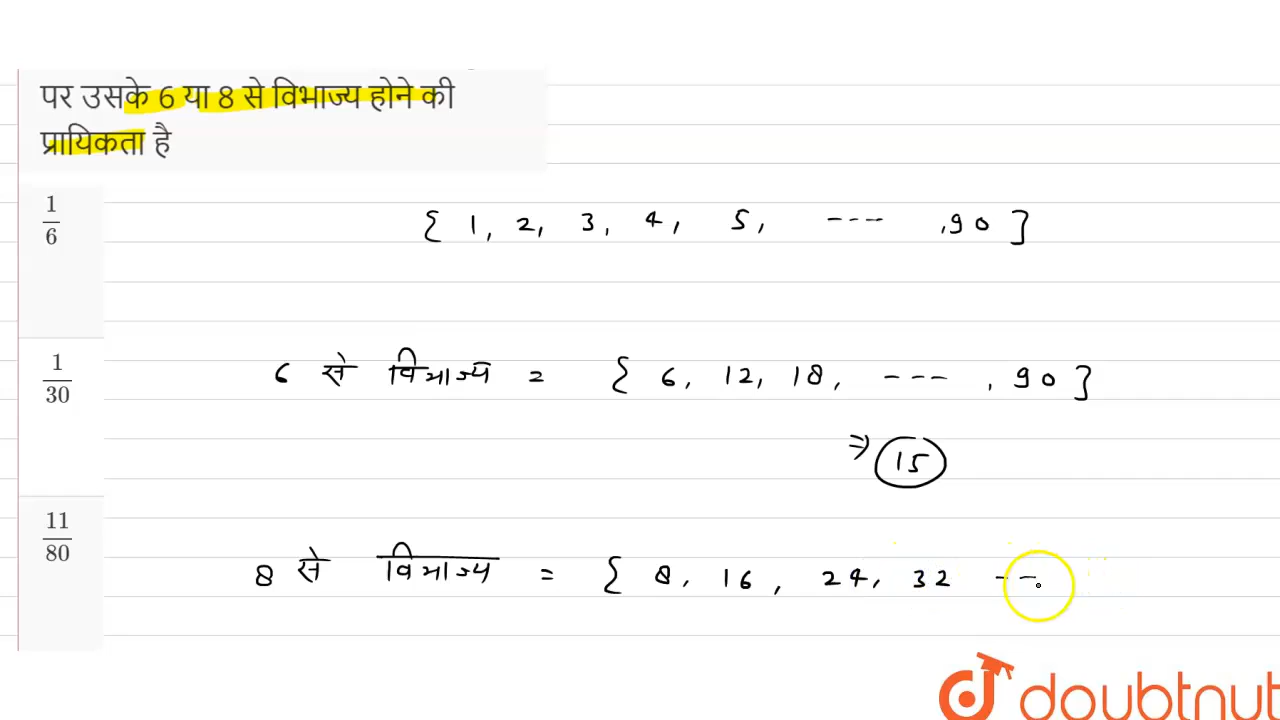 पर उसके 6 या 8 से विभाज्य होने की
प्रायिकता है
1/6
{ 1, 2, 3, 4, 5, ---- , 90 }
1/30
6 से विभाज्य = { 6, 12, 18, ---- , 90 }
⇒ 15
11/80
8 से विभाज्य = { 8, 16, 24, 32 --
doubtnut